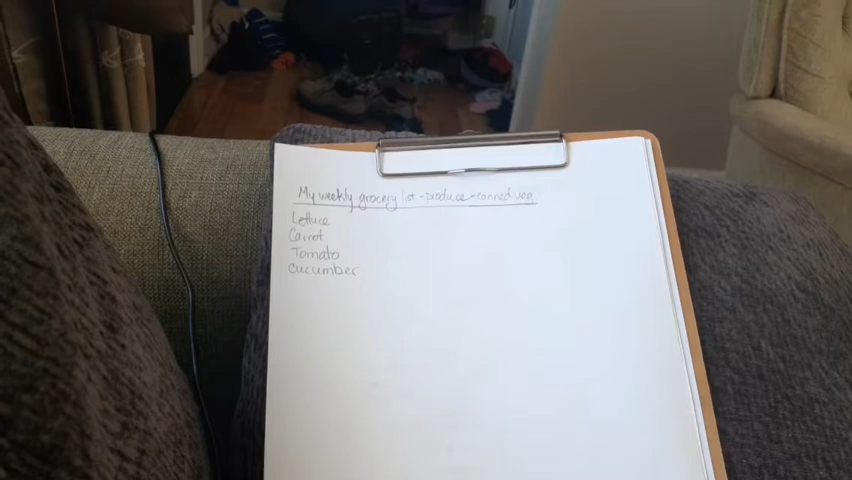 My weekly grocery list - produce - canned veg
Lettuce
Carrot
Tomato
Cucumber